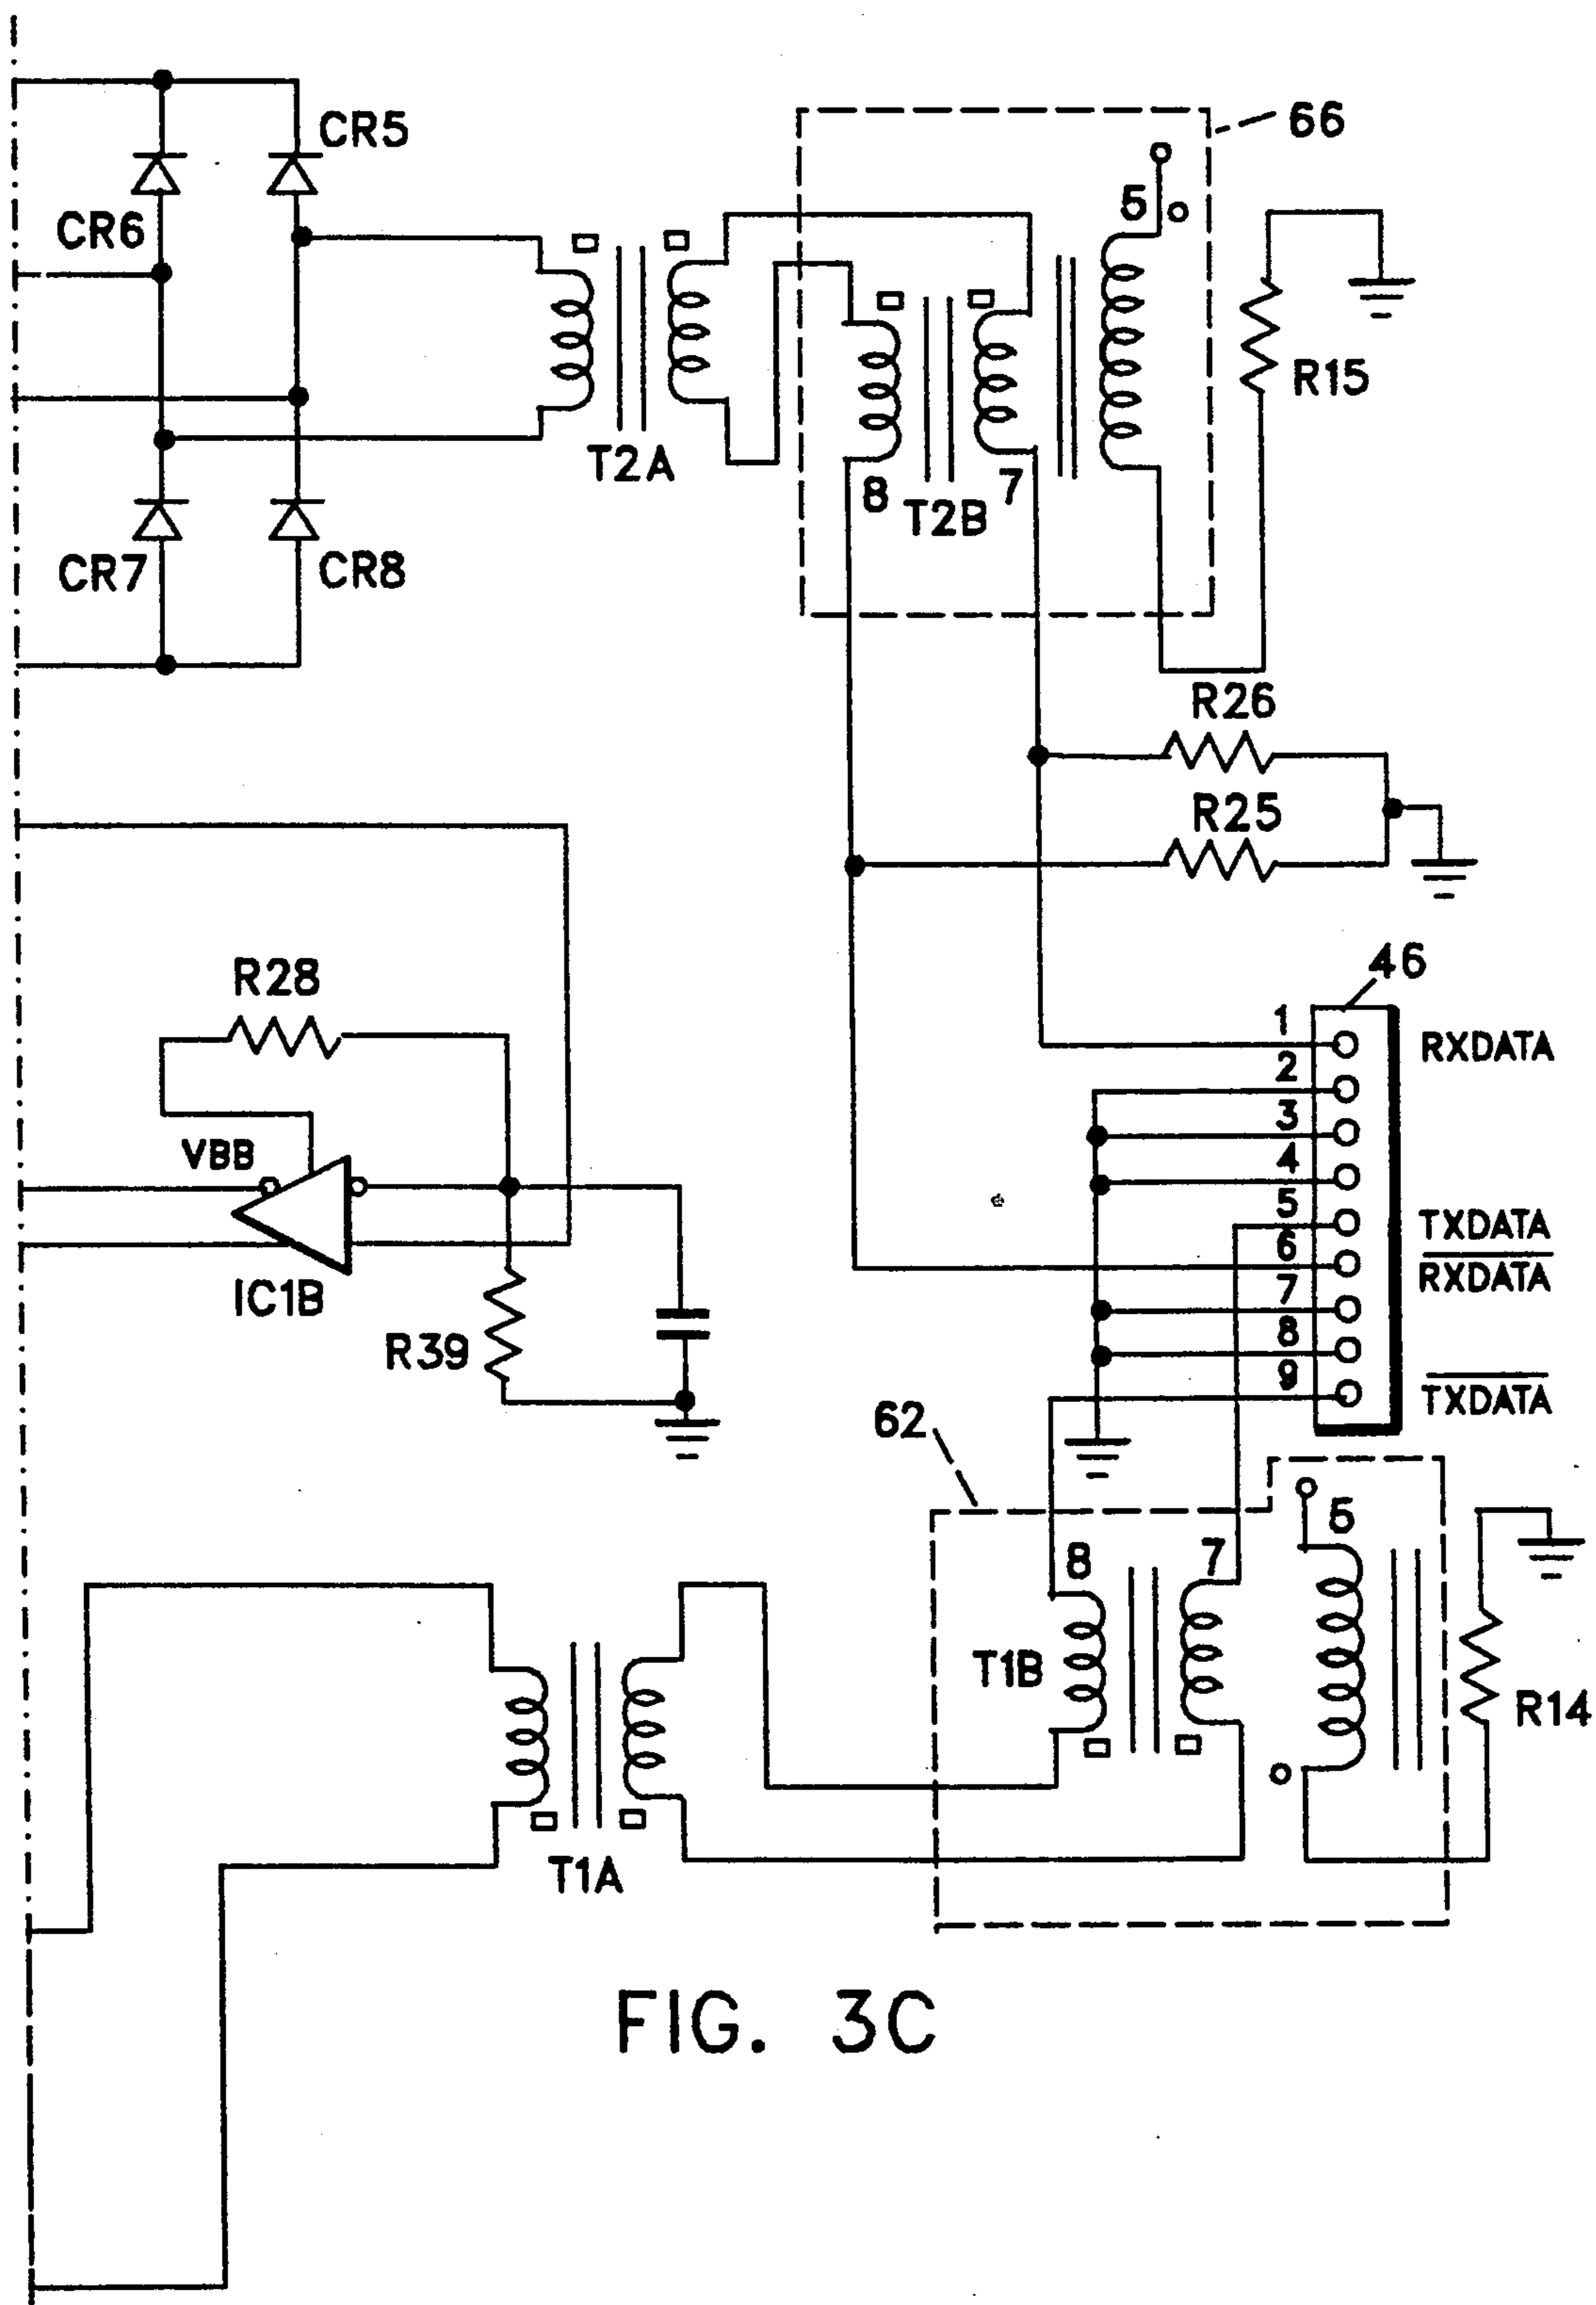 CR5
66
CR6
5
R15
T2A
8
T2B
7
CR7
CR8
R26
R25
R28
46
1
RXDATA
2
3
4
VBB
5
TXDATA
6
RXDATA
7
8
9
TXDATA
IC1B
R39
62
8
7
5
T1B
R14
T1A
FIG. 3C